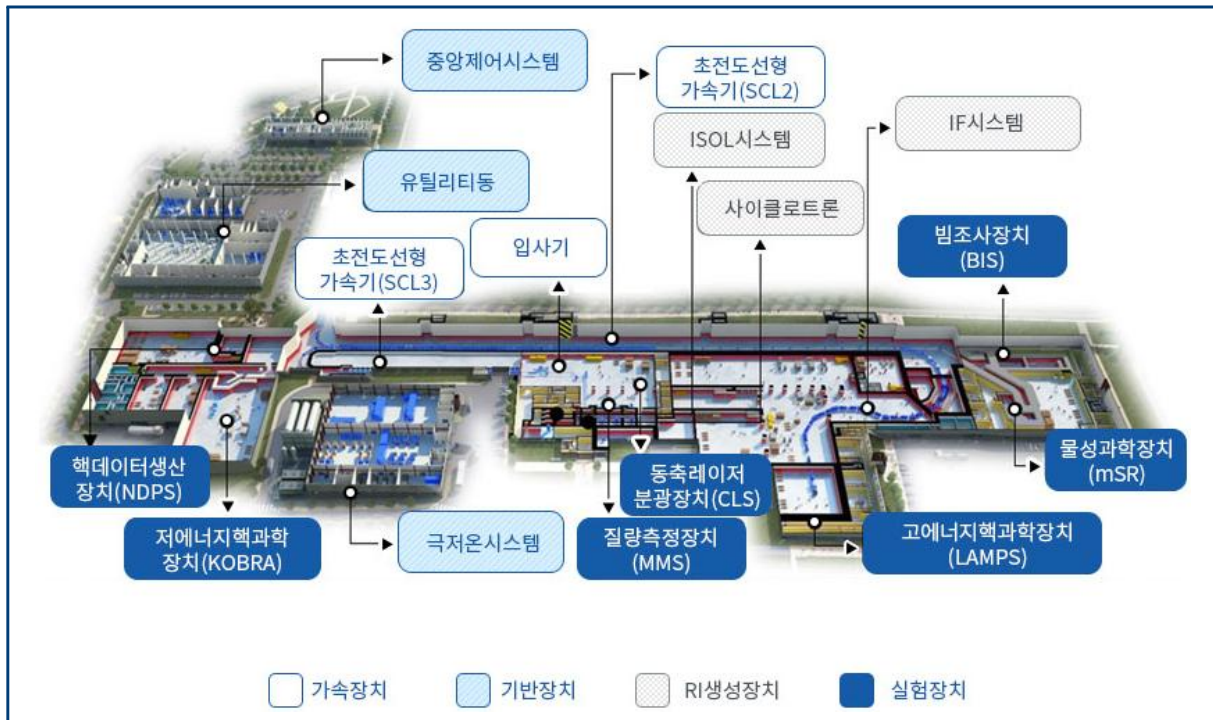 중앙제어시스템
초전도선형
가속기(SCL2)
IF시스템
ISOL시스템
유틸리티동
사이클로트론
초전도선형
가속기(SCL3)
입사기
빔조사장치
(BIS)
핵데이터생산
장치(NDPS)
저에너지핵과학
장치(KOBRA)
극저온시스템
동축레이저
분광장치(CLS)
질량측정장치
(MMS)
물성과학장치
(mSR)
고에너지핵과학장치
(LAMPS)
가속장치
기반장치
RI생성장치
실험장치